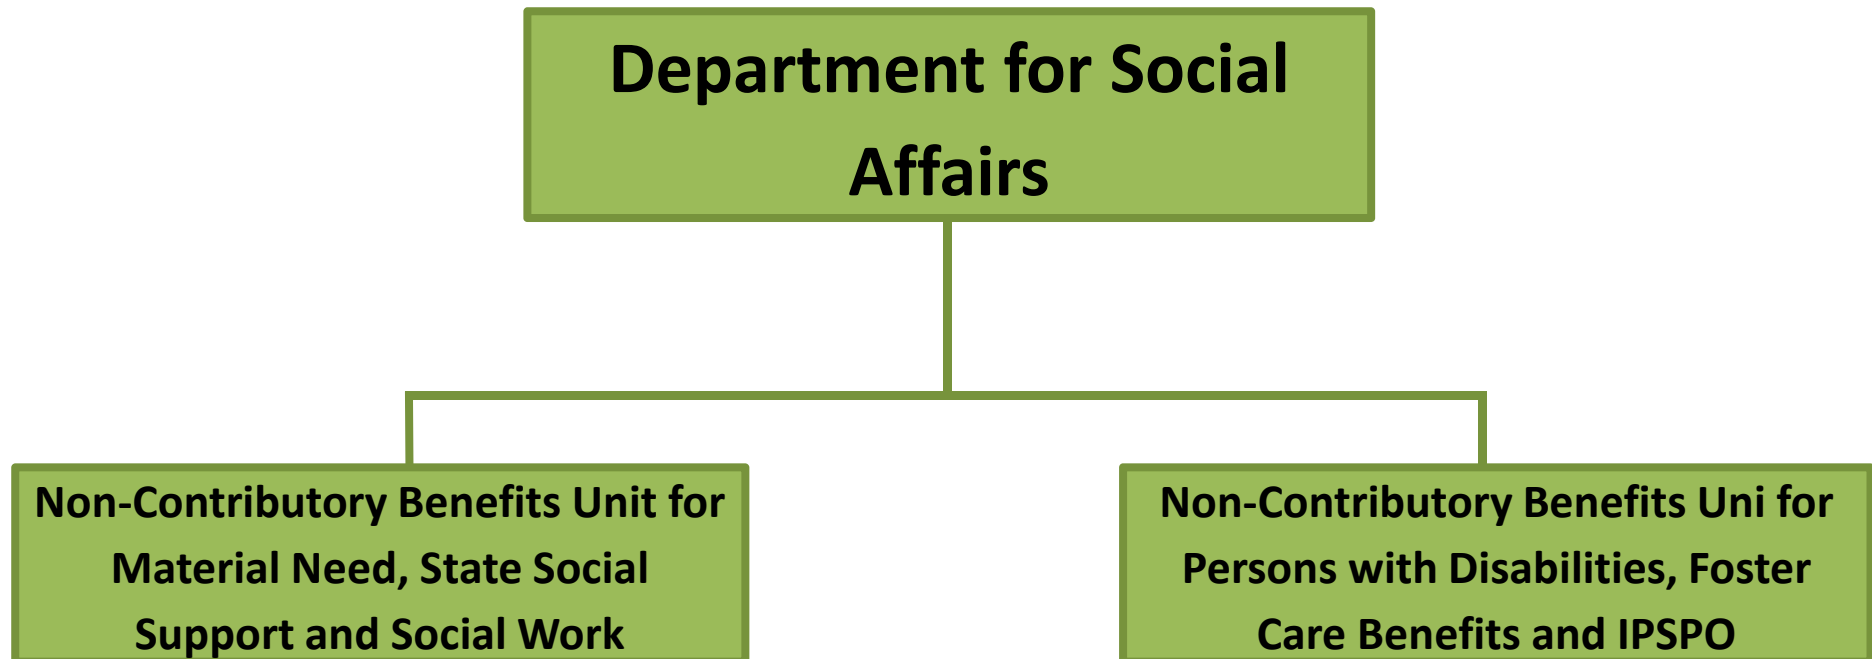 Department for Social
Affairs
Non-Contributory Benefits Unit for
Material Need, State Social
Support and Social Work
Non-Contributory Benefits Uni for
Persons with Disabilities, Foster
Care Benefits and IPSPO